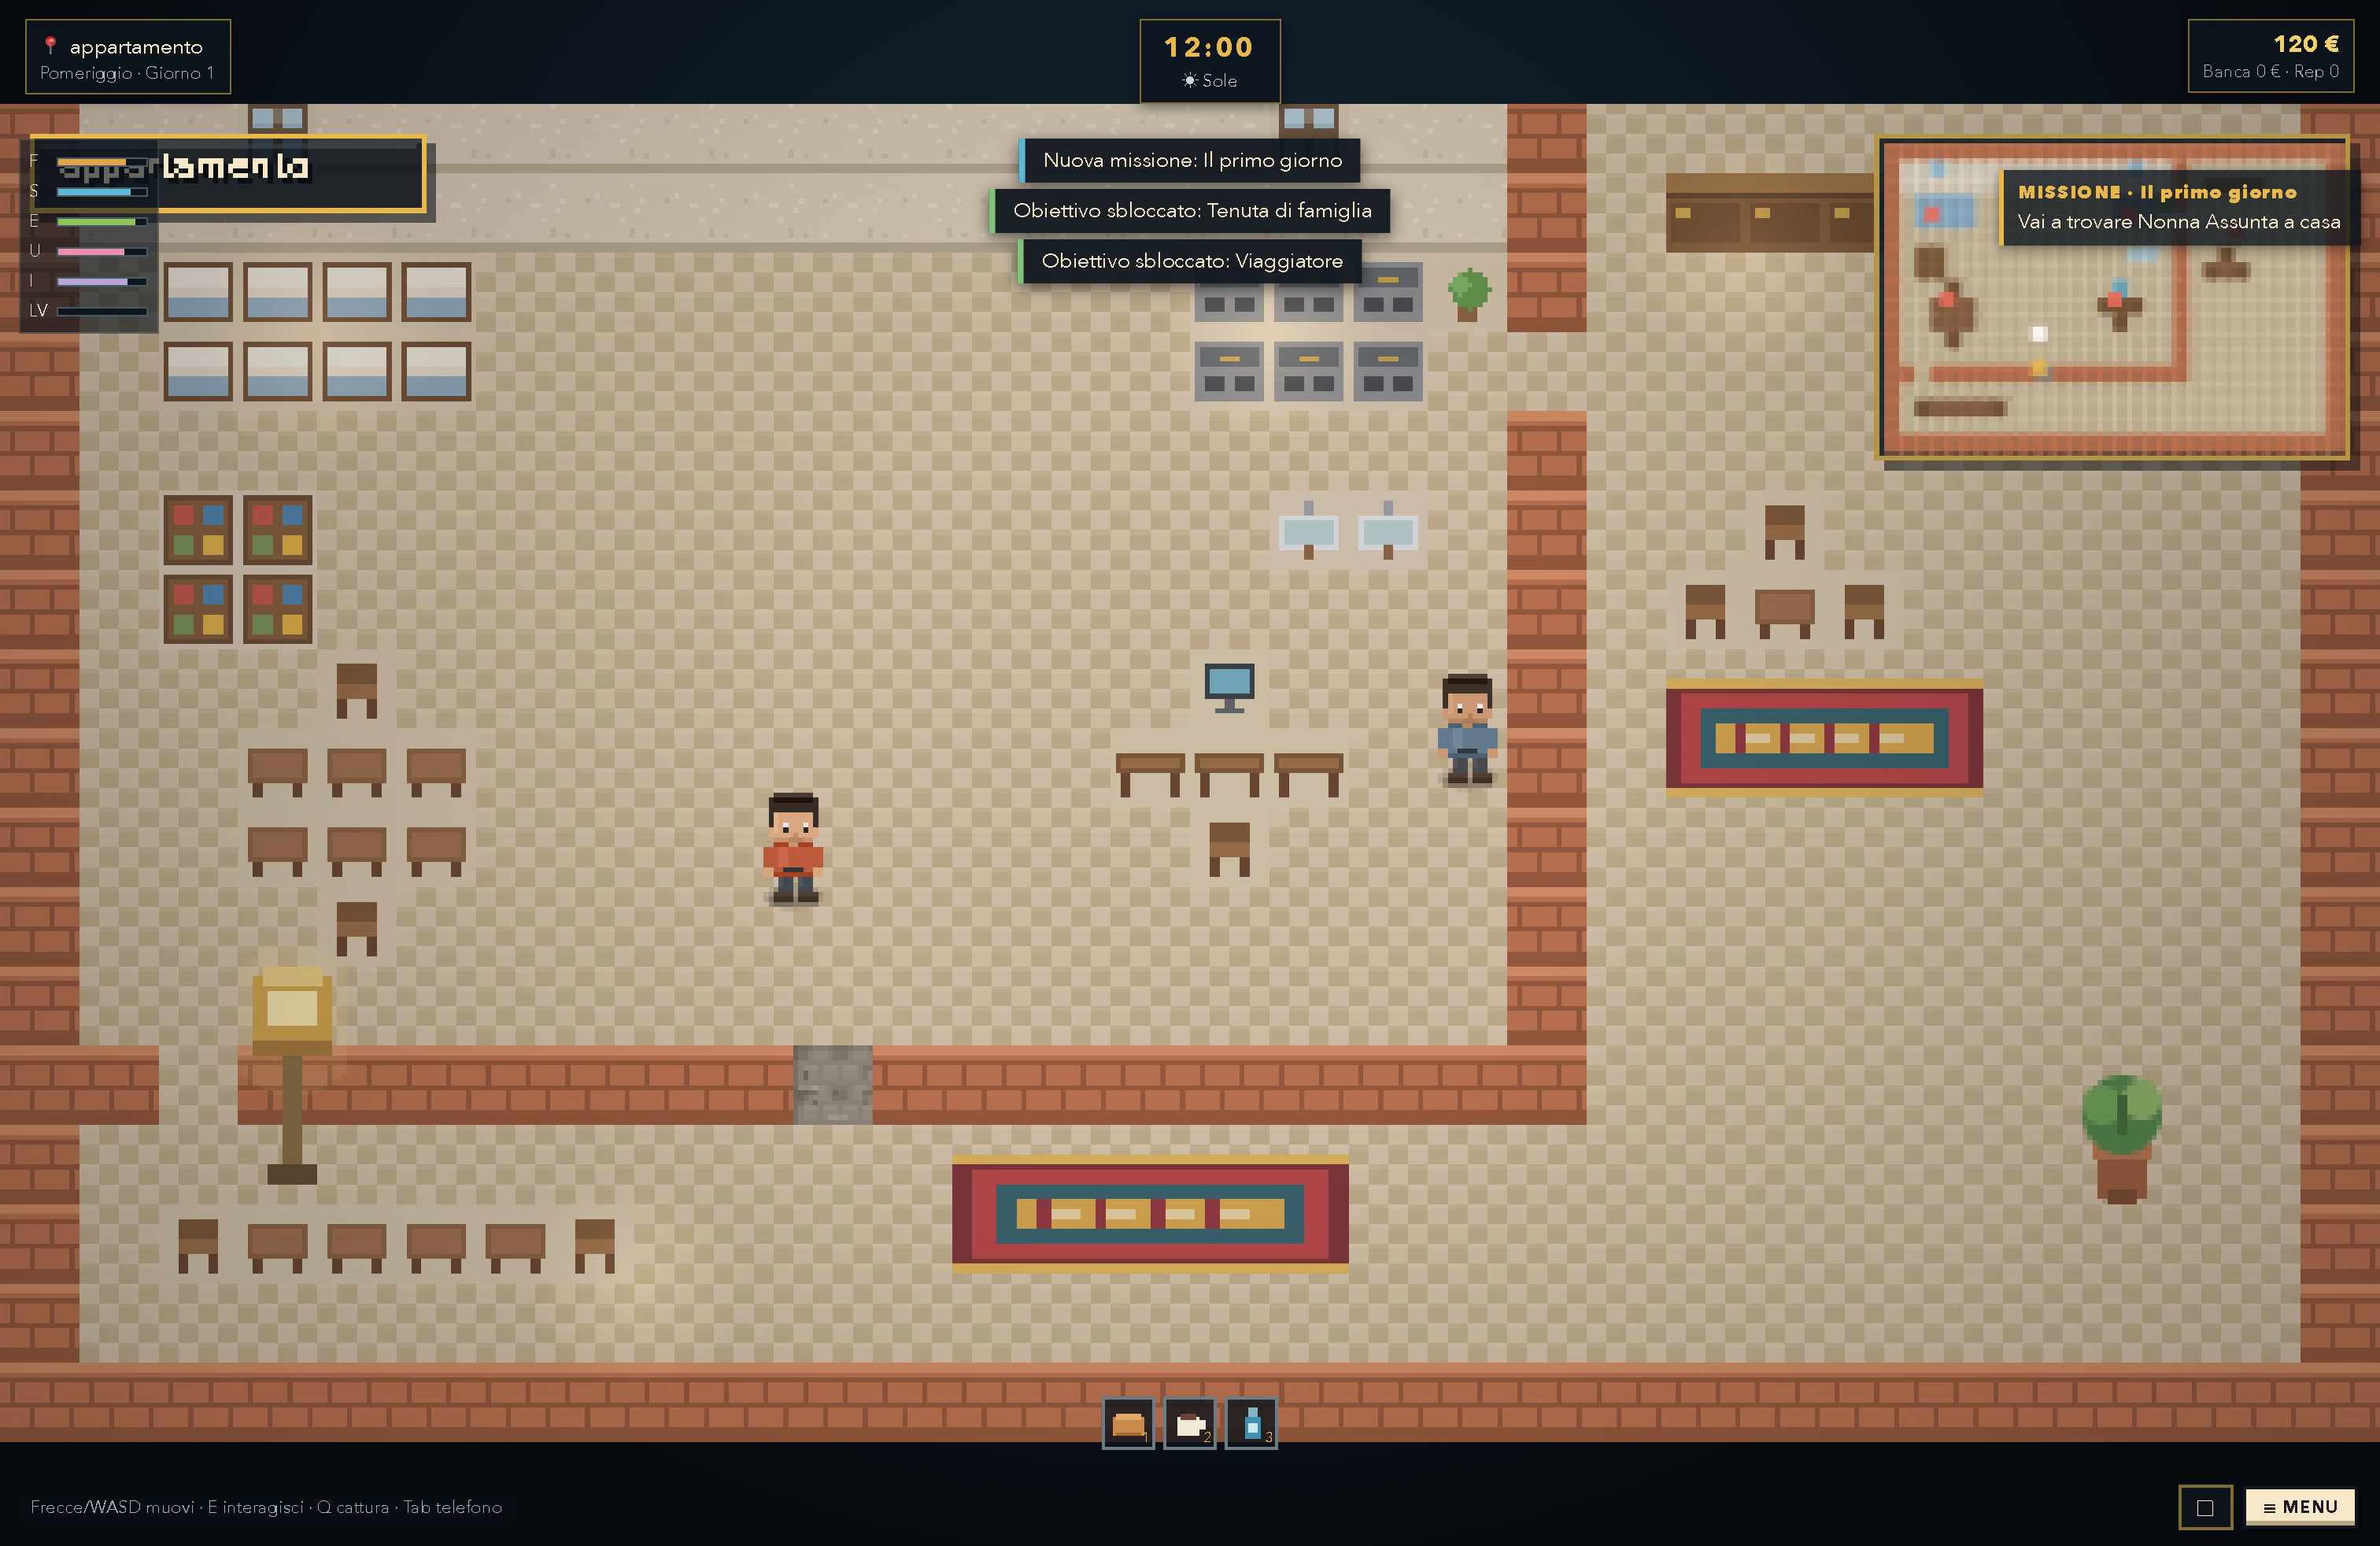 📍 appartamento
Pomeriggio · Giorno 1
12:00
☀ Sole
120 €
Banca 0 € · Rep 0
appartamento
F
S
E
U
I
LV
Nuova missione: Il primo giorno
Obiettivo sbloccato: Tenuta di famiglia
Obiettivo sbloccato: Viaggiatore
MISSIONE · Il primo giorno
Vai a trovare Nonna Assunta a casa
1
2
3
Frecce/WASD muovi · E interagisci · Q cattura · Tab telefono
≡ MENU